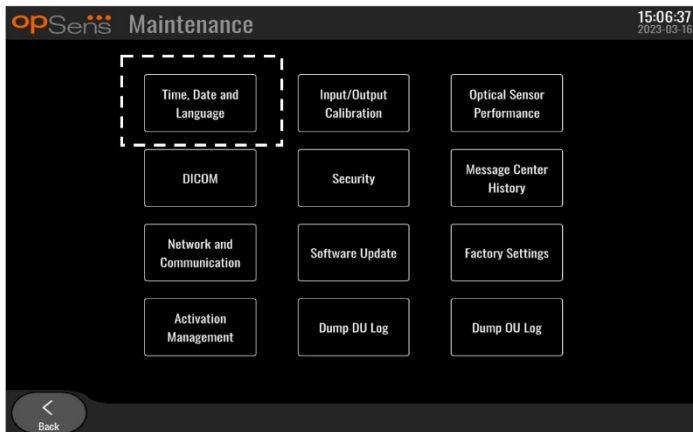 opSens Maintenance
15:06:37
2023-03-16
Time, Date and
Language
Input/Output
Calibration
Optical Sensor
Performance
DICOM
Security
Message Center
History
Network and
Communication
Software Update
Factory Settings
Activation
Management
Dump DU Log
Dump OU Log
Back